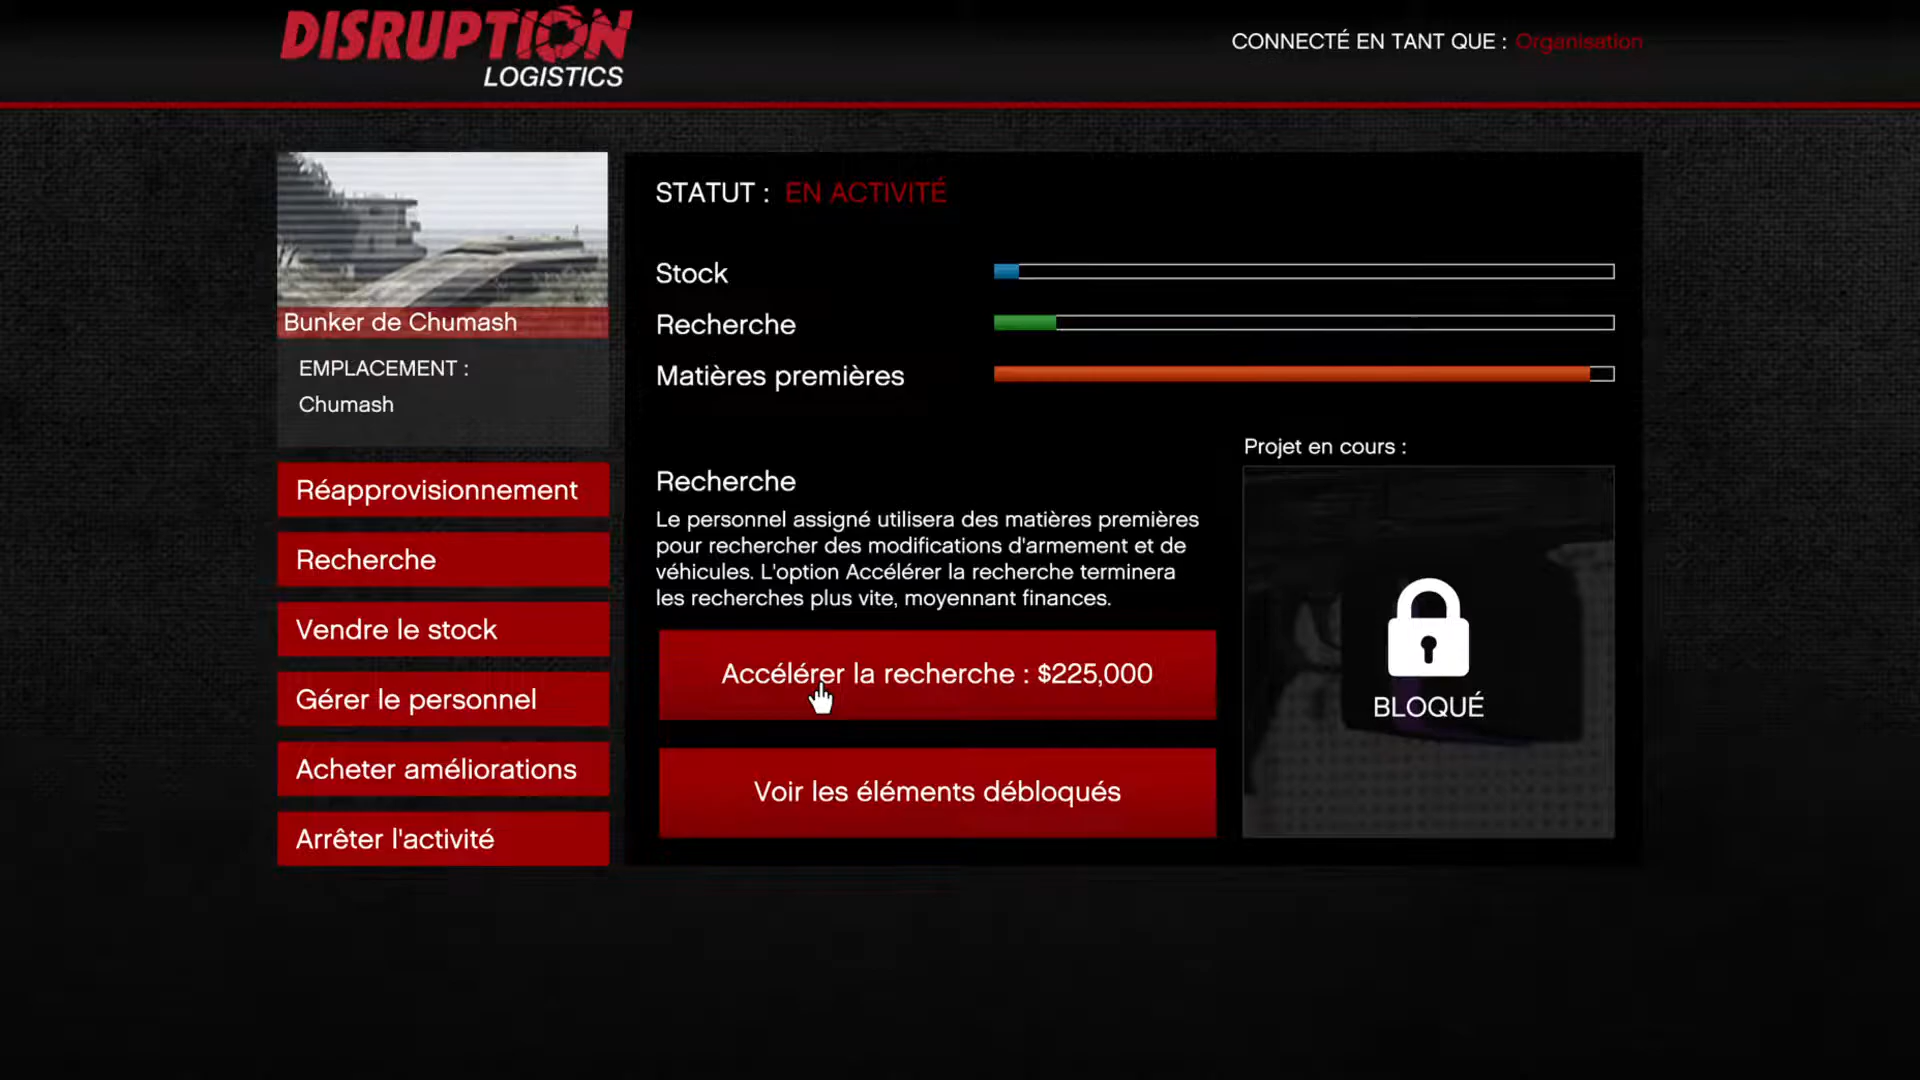 DISRUPTION
LOGISTICS
CONNECTÉ EN TANT QUE : Organisation
Bunker de Chumash
EMPLACEMENT :
Chumash
Réapprovisionnement
Recherche
Vendre le stock
Gérer le personnel
Acheter améliorations
Arrêter l'activité
STATUT : EN ACTIVITÉ
Stock
Recherche
Matières premières
Recherche
Le personnel assigné utilisera des matières premières
pour rechercher des modifications d'armement et de
véhicules. L'option Accélérer la recherche terminera
les recherches plus vite, moyennant finances.
Accélérer la recherche : $225,000
Voir les éléments débloqués
Projet en cours :
BLOQUÉ